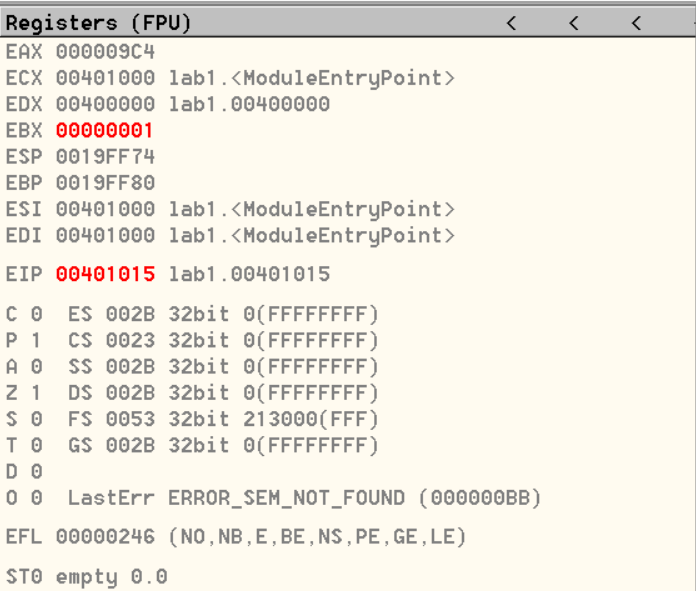 Registers (FPU) < < <
EAX 000009C4
ECX 00401000 lab1.<ModuleEntryPoint>
EDX 00400000 lab1.00400000
EBX 00000001
ESP 0019FF74
EBP 0019FF80
ESI 00401000 lab1.<ModuleEntryPoint>
EDI 00401000 lab1.<ModuleEntryPoint>
EIP 00401015 lab1.00401015
C 0 ES 002B 32bit 0(FFFFFFFF)
P 1 CS 0023 32bit 0(FFFFFFFF)
A 0 SS 002B 32bit 0(FFFFFFFF)
Z 1 DS 002B 32bit 0(FFFFFFFF)
S 0 FS 0053 32bit 213000(FFF)
T 0 GS 002B 32bit 0(FFFFFFFF)
D 0
O 0 LastErr ERROR_SEM_NOT_FOUND (000000BB)
EFL 00000246 (NO,NB,E,BE,NS,PE,GE,LE)
ST0 empty 0.0